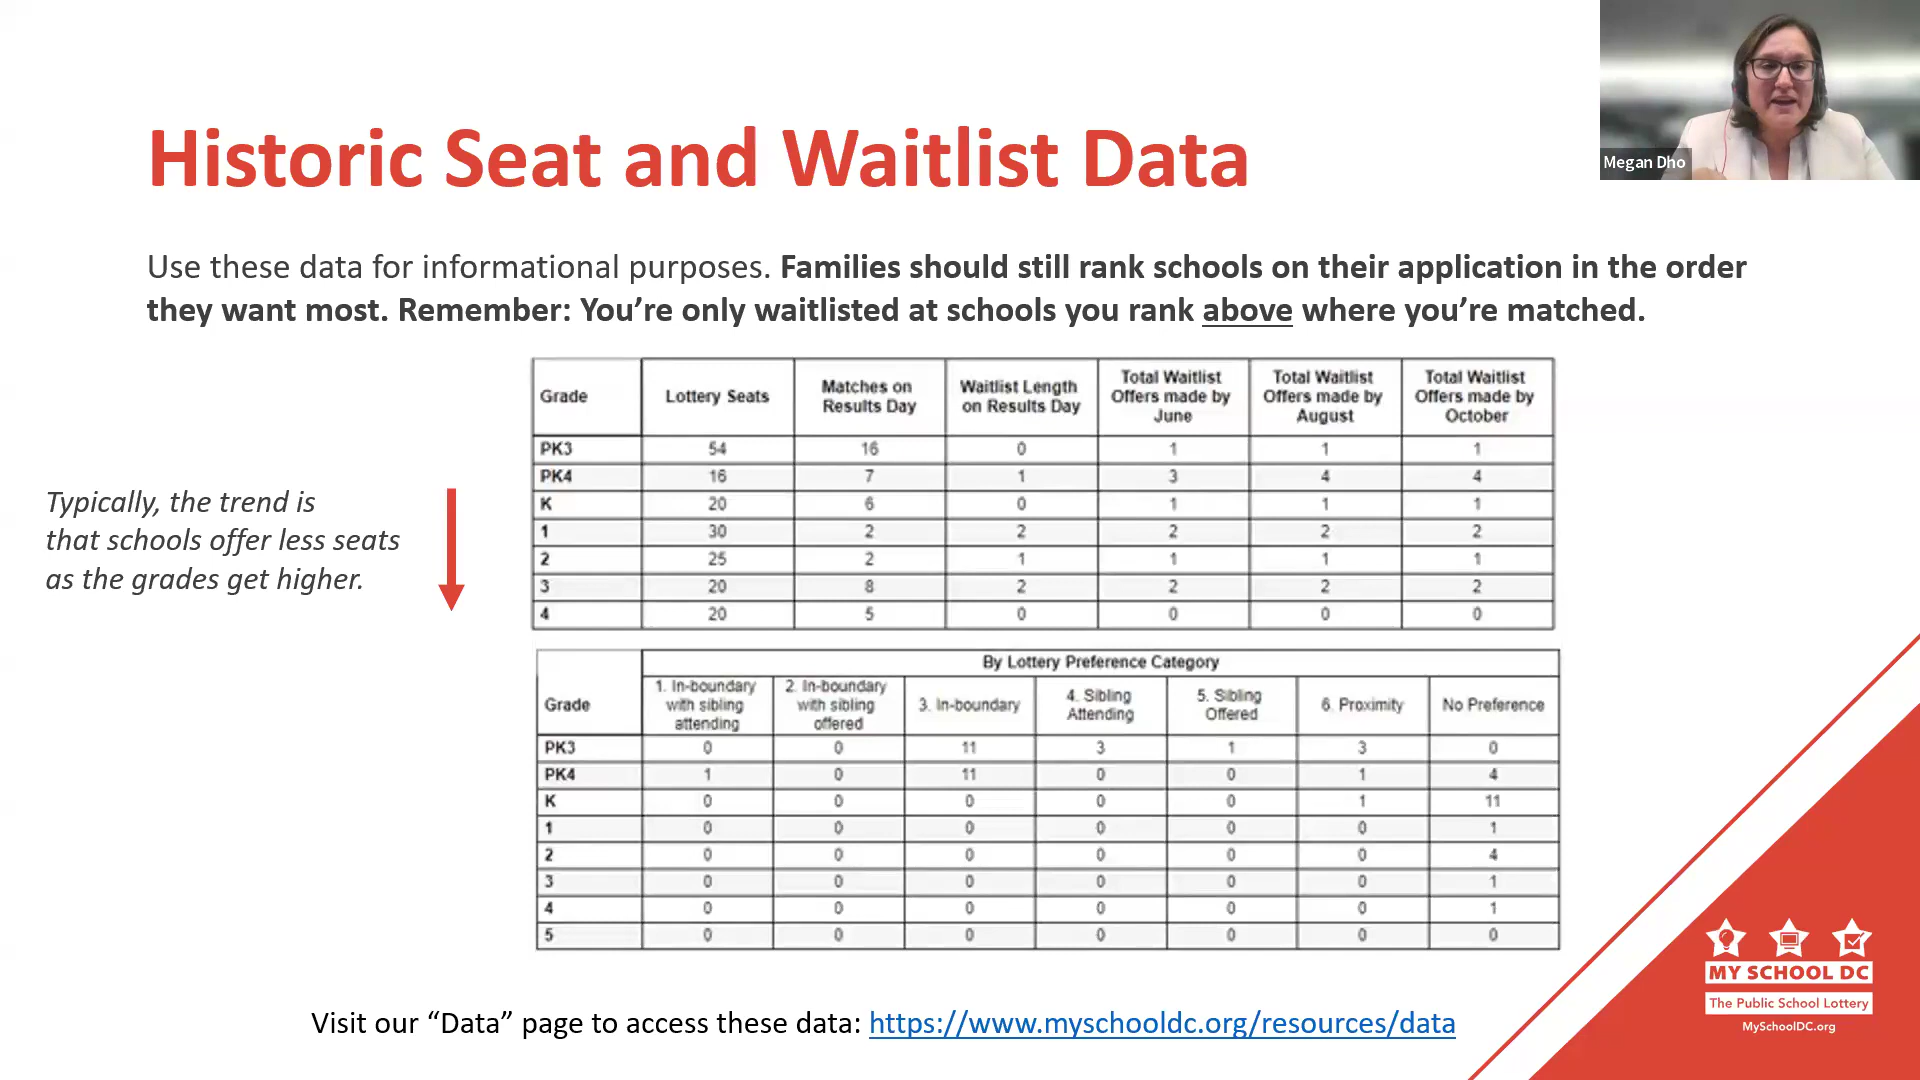 Megan Dho
Historic Seat and Waitlist Data
Use these data for informational purposes. Families should still rank schools on their application in the order
they want most. Remember: You’re only waitlisted at schools you rank above where you’re matched.
Typically, the trend is
that schools offer less seats
as the grades get higher.
Grade Lottery Seats Matches on Results Day Waitlist Length on Results Day Total Waitlist Offers made by June Total Waitlist Offers made by August Total Waitlist Offers made by October
PK3 54 16 0 1 1 1
PK4 16 7 1 3 4 4
K 20 6 0 1 1 1
1 30 2 2 2 2 2
2 25 2 1 1 1 1
3 20 8 2 2 2 2
4 20 5 0 0 0 0
By Lottery Preference Category
Grade 1. In-boundary with sibling attending 2. In-boundary with sibling offered 3. In-boundary 4. Sibling Attending 5. Sibling Offered 6. Proximity No Preference
PK3 0 0 11 3 1 3 0
PK4 1 0 11 0 0 1 4
K 0 0 0 0 0 1 11
1 0 0 0 0 0 0 1
2 0 0 0 0 0 0 4
3 0 0 0 0 0 0 1
4 0 0 0 0 0 0 1
5 0 0 0 0 0 0 0
Visit our “Data” page to access these data: https://www.myschooldc.org/resources/data
MY SCHOOL DC
The Public School Lottery
MySchoolDC.org